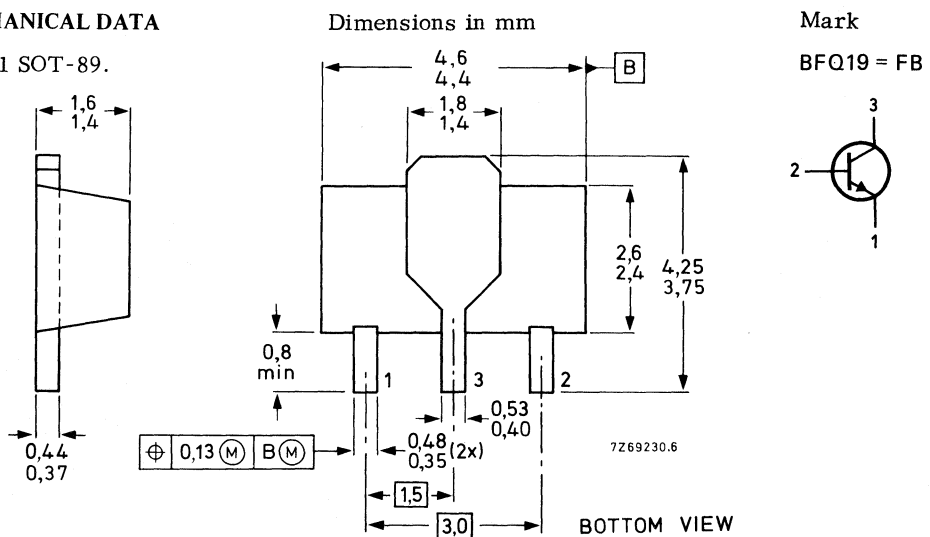 HANICAL DATA
Dimensions in mm
Mark
1 SOT-89.
BFQ19 = FB
4,6
4,4
B
1,6
1,4
1,8
1,4
3
2
1
2,6
2,4
4,25
3,75
0,8
min
1
3
2
0,53
0,40
0,44
0,37
⌖ 0,13 Ⓜ B Ⓜ
0,48
0,35 (2x)
7Z69230.6
1,5
3,0
BOTTOM VIEW